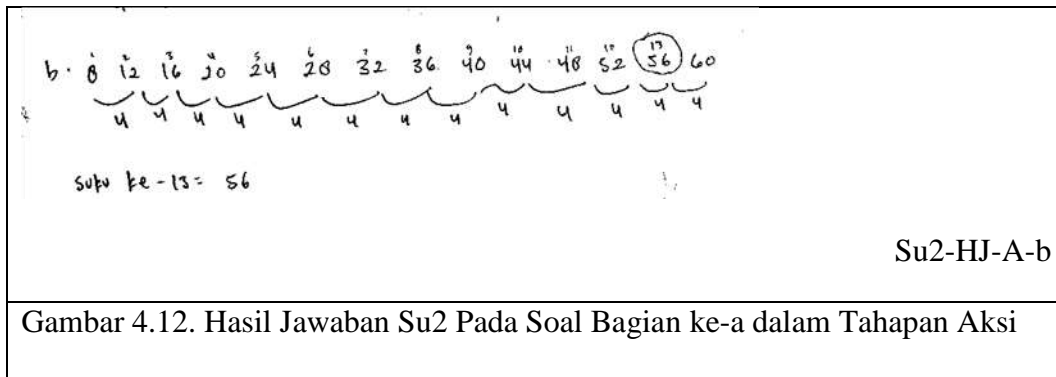 1 2 3 4 5 6 7 8 9 10 11 13
b. 8 12 16 20 24 28 32 36 40 44 48 52 56 60
4 4 4 4 4 4 4 4 4 4 4 4 4
suku ke-13 = 56
Su2-HJ-A-b
Gambar 4.12. Hasil Jawaban Su2 Pada Soal Bagian ke-a dalam Tahapan Aksi